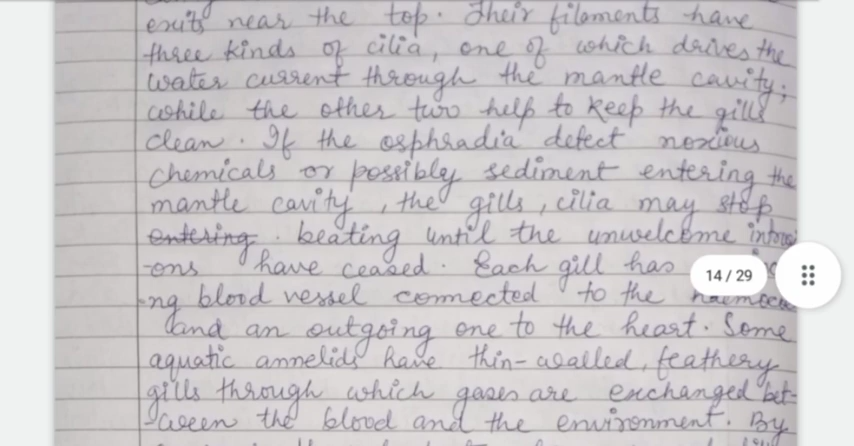 exits near the top. Their filaments have
three kinds of cilia, one of which drives the
water current through the mantle cavity;
while the other two help to keep the gills
clean. If the osphradia detect noxious
chemicals or possibly sediment entering the
mantle cavity, the gills, cilia may stop
entering. beating until the unwelcome
-ons have ceased. Each gill has
14 / 29
-ng blood vessel connected to the
and an outgoing one to the heart. Some
aquatic annelids have thin-walled, feathery
gills through which gases are exchanged bet-
-ween the blood and the environment. By